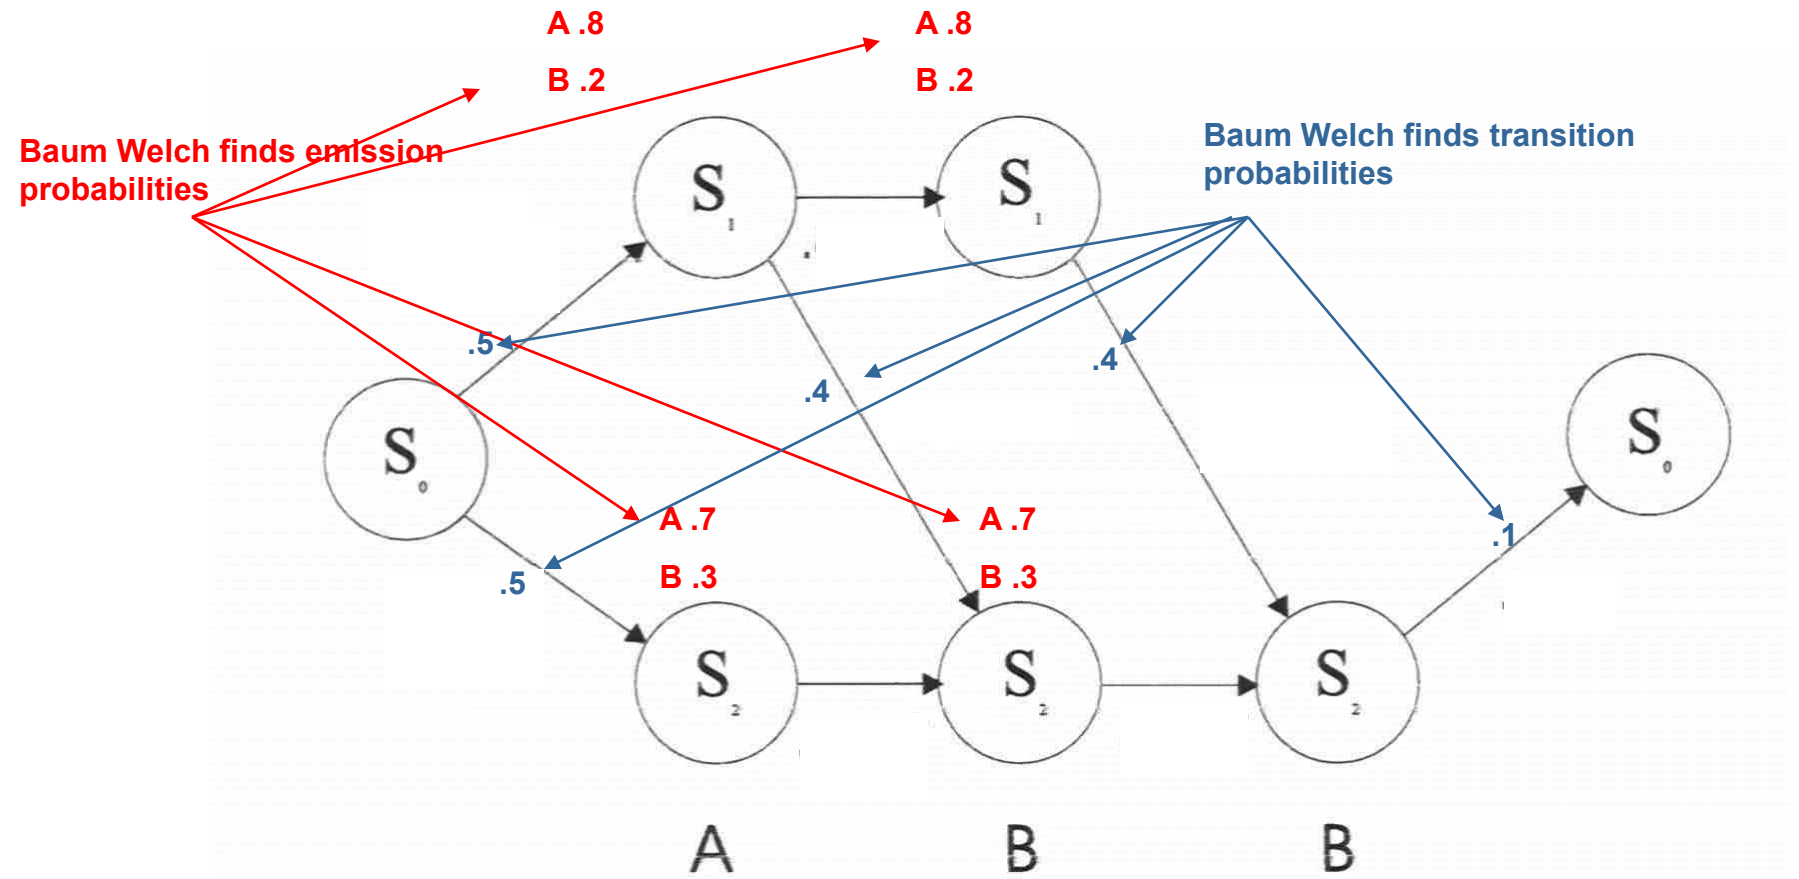 A .8
A .8
B .2
B .2
Baum Welch finds emission
probabilities
Baum Welch finds transition
probabilities
S1
S1
.5
.4
.4
S0
S0
A .7
A .7
.1
B .3
B .3
.5
S2
S2
S2
A
B
B